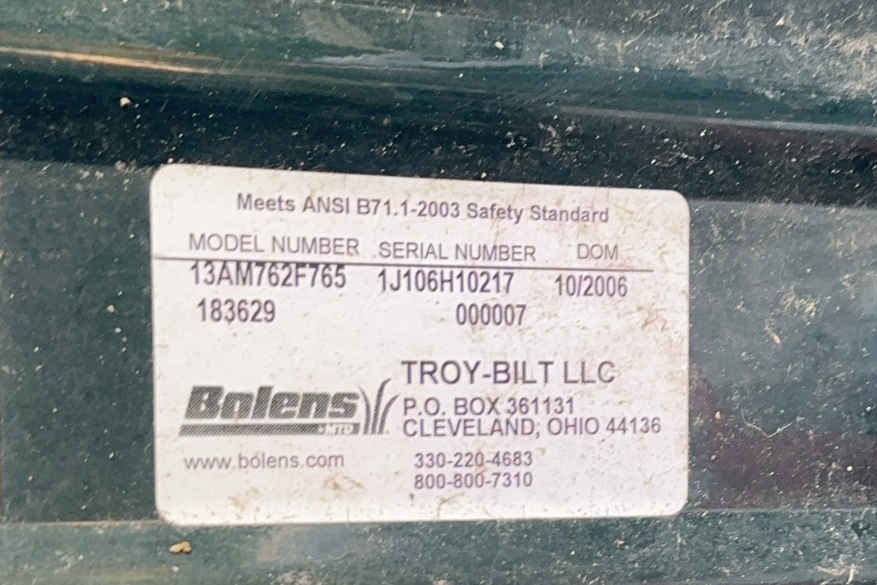 Meets ANSI B71.1-2003 Safety Standard
MODEL NUMBER SERIAL NUMBER DOM
13AM762F765 1J106H10217 10/2006
183629 000007
Bolens
MTD
TROY-BILT LLC
P.O. BOX 361131
CLEVELAND, OHIO 44136
www.bolens.com
330-220-4683
800-800-7310